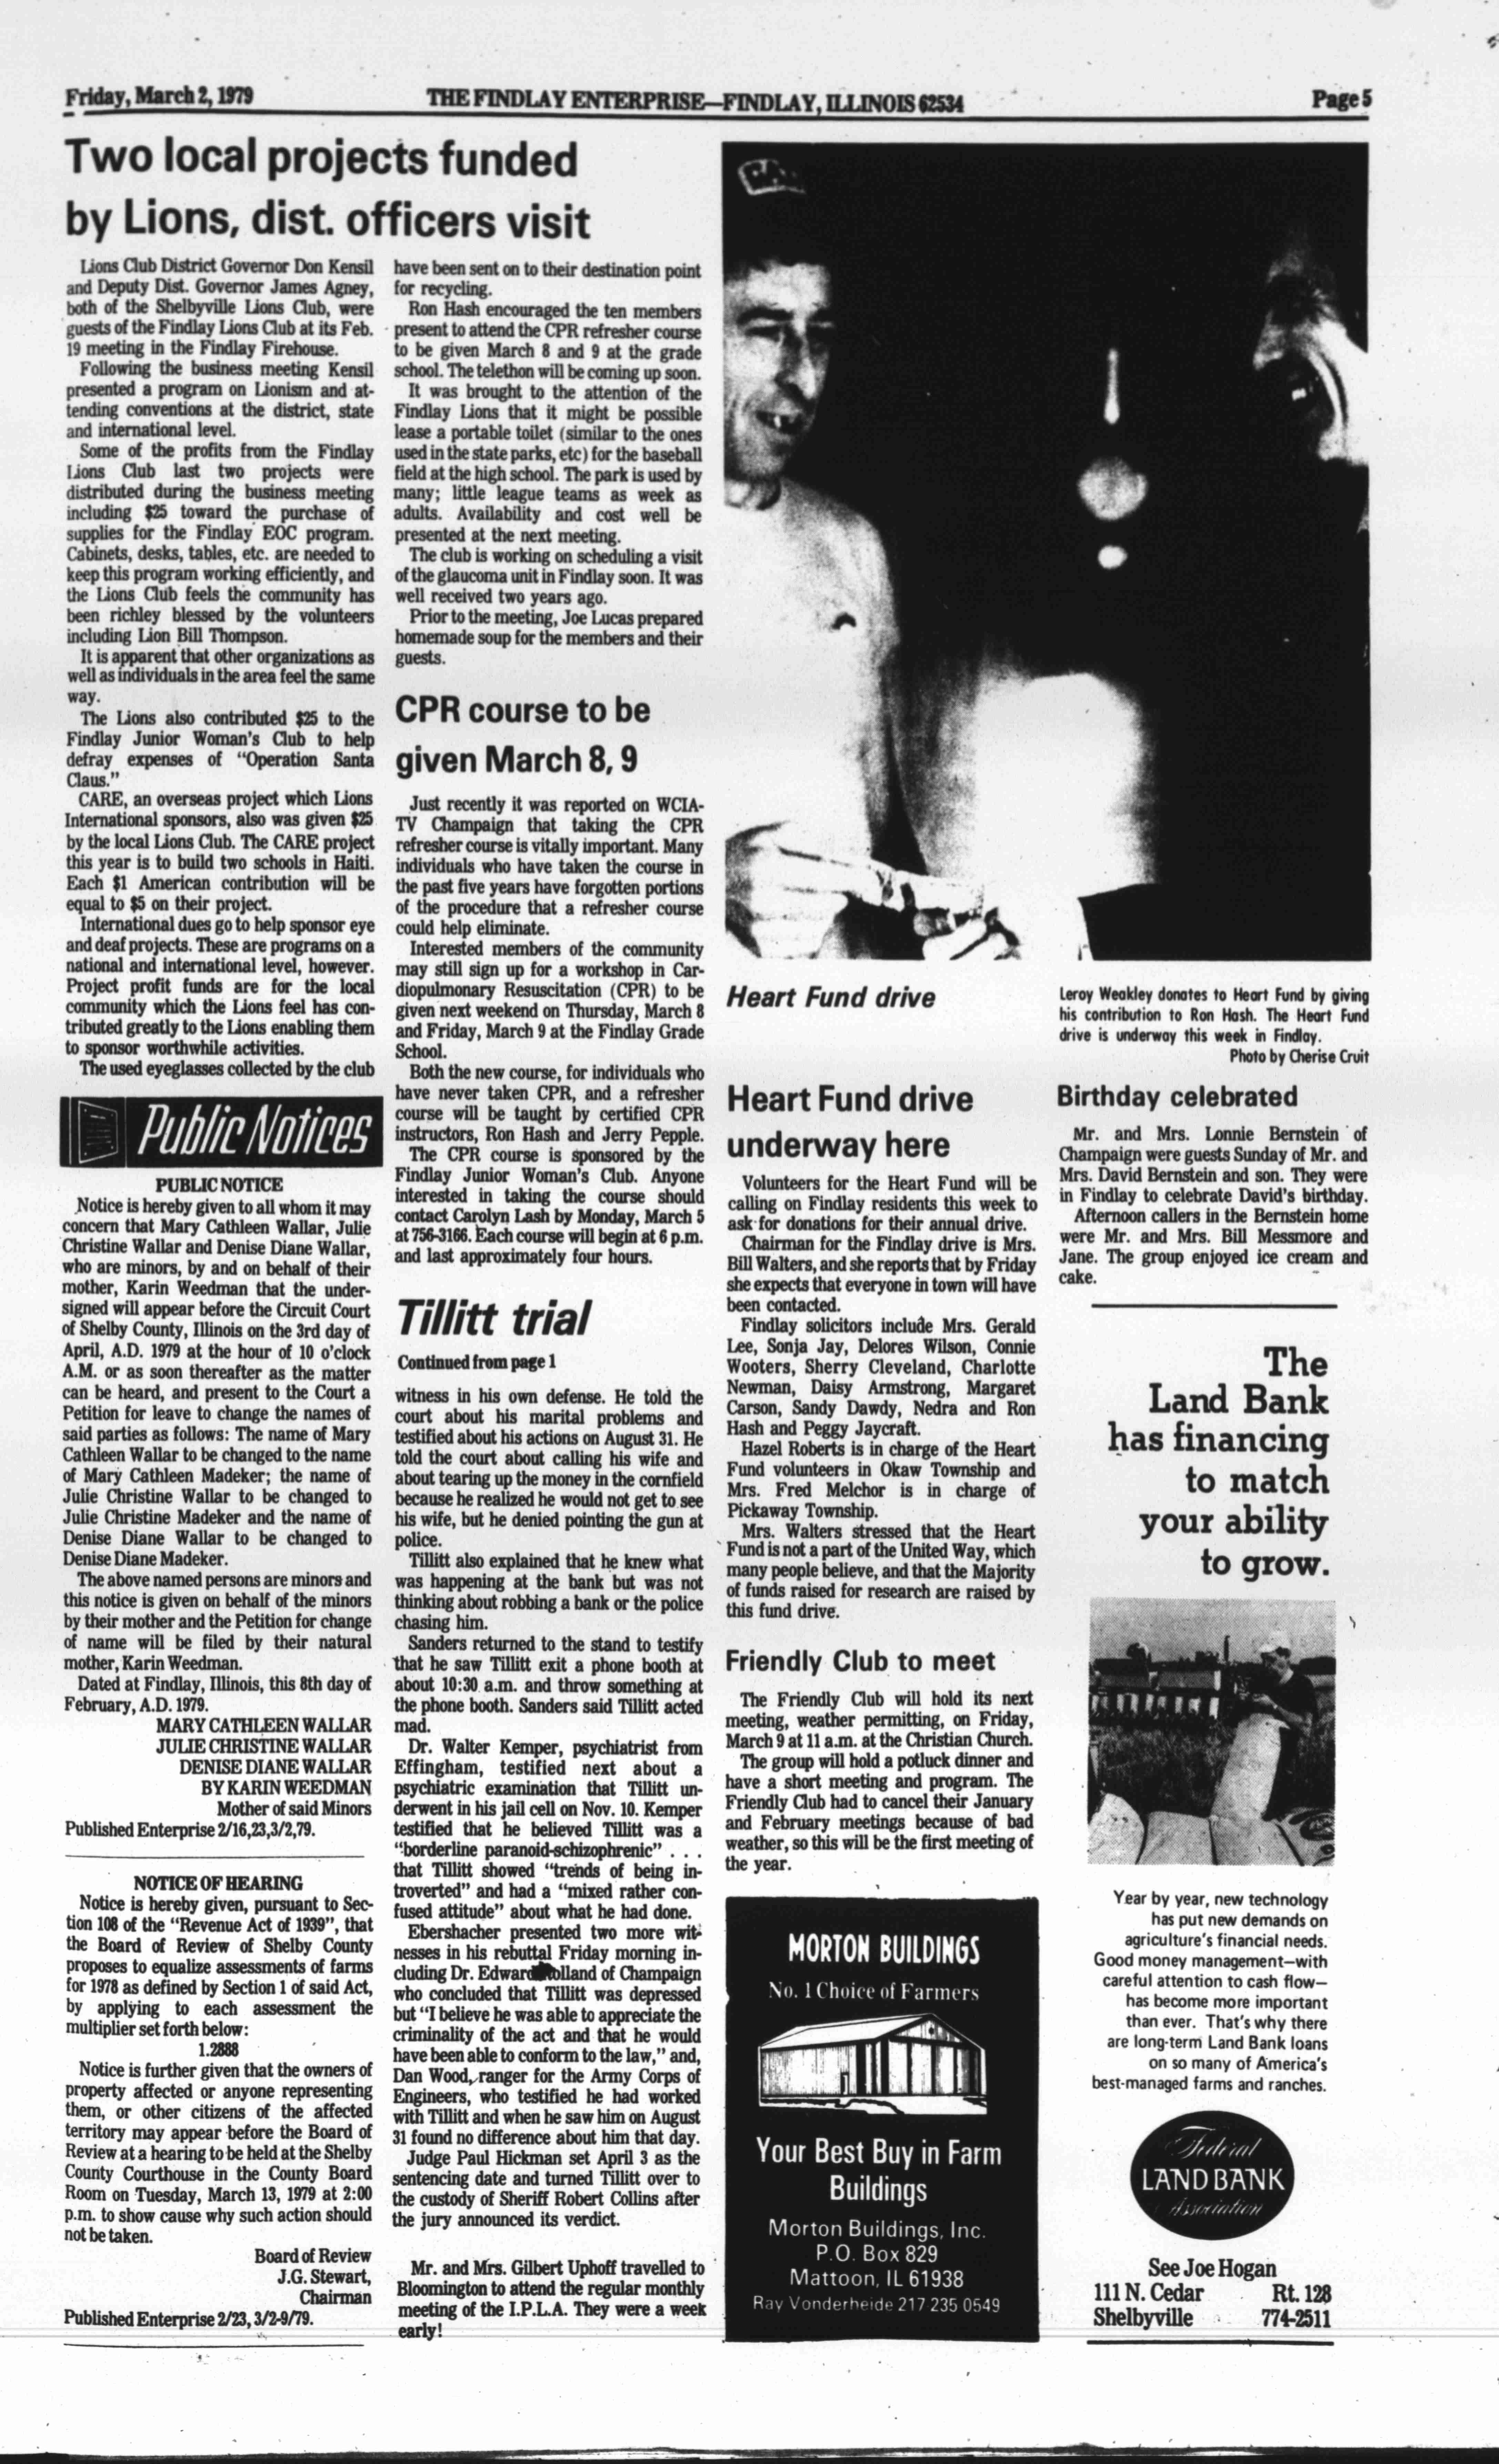 Friday, March 2, 1979
THE FINDLAY ENTERPRISE—FINDLAY, ILLINOIS 62534
Page 5
Two local projects funded
by Lions, dist. officers visit
Lions Club District Governor Don Kensil
and Deputy Dist. Governor James Agney,
both of the Shelbyville Lions Club, were
guests of the Findlay Lions Club at its Feb.
19 meeting in the Findlay Firehouse.
Following the business meeting Kensil
presented a program on Lionism and at-
tending conventions at the district, state
and international level.
Some of the profits from the Findlay
Lions Club last two projects were
distributed during the business meeting
including $25 toward the purchase of
supplies for the Findlay EOC program.
Cabinets, desks, tables, etc. are needed to
keep this program working efficiently, and
the Lions Club feels the community has
been richley blessed by the volunteers
including Lion Bill Thompson.
It is apparent that other organizations as
well as individuals in the area feel the same
way.
The Lions also contributed $25 to the
Findlay Junior Woman's Club to help
defray expenses of "Operation Santa
Claus."
CARE, an overseas project which Lions
International sponsors, also was given $25
by the local Lions Club. The CARE project
this year is to build two schools in Haiti.
Each $1 American contribution will be
equal to $5 on their project.
International dues go to help sponsor eye
and deaf projects. These are programs on a
national and international level, however.
Project profit funds are for the local
community which the Lions feel has con-
tributed greatly to the Lions enabling them
to sponsor worthwhile activities.
The used eyeglasses collected by the club
have been sent on to their destination point
for recycling.
Ron Hash encouraged the ten members
present to attend the CPR refresher course
to be given March 8 and 9 at the grade
school. The telethon will be coming up soon.
It was brought to the attention of the
Findlay Lions that it might be possible
lease a portable toilet (similar to the ones
used in the state parks, etc) for the baseball
field at the high school. The park is used by
many; little league teams as week as
adults. Availability and cost well be
presented at the next meeting.
The club is working on scheduling a visit
of the glaucoma unit in Findlay soon. It was
well received two years ago.
Prior to the meeting, Joe Lucas prepared
homemade soup for the members and their
guests.
Public Notices
PUBLIC NOTICE
Notice is hereby given to all whom it may
concern that Mary Cathleen Wallar, Julie
Christine Wallar and Denise Diane Wallar,
who are minors, by and on behalf of their
mother, Karin Weedman that the under-
signed will appear before the Circuit Court
of Shelby County, Illinois on the 3rd day of
April, A.D. 1979 at the hour of 10 o'clock
A.M. or as soon thereafter as the matter
can be heard, and present to the Court a
Petition for leave to change the names of
said parties as follows: The name of Mary
Cathleen Wallar to be changed to the name
of Mary Cathleen Madeker; the name of
Julie Christine Wallar to be changed to
Julie Christine Madeker and the name of
Denise Diane Wallar to be changed to
Denise Diane Madeker.
The above named persons are minors and
this notice is given on behalf of the minors
by their mother and the Petition for change
of name will be filed by their natural
mother, Karin Weedman.
Dated at Findlay, Illinois, this 8th day of
February, A.D. 1979.
MARY CATHLEEN WALLAR
JULIE CHRISTINE WALLAR
DENISE DIANE WALLAR
BY KARIN WEEDMAN
Mother of said Minors
Published Enterprise 2/16,23,3/2,79.
NOTICE OF HEARING
Notice is hereby given, pursuant to Sec-
tion 108 of the "Revenue Act of 1939", that
the Board of Review of Shelby County
proposes to equalize assessments of farms
for 1978 as defined by Section 1 of said Act,
by applying to each assessment the
multiplier set forth below:
1.2888
Notice is further given that the owners of
property affected or anyone representing
them, or other citizens of the affected
territory may appear before the Board of
Review at a hearing to be held at the Shelby
County Courthouse in the County Board
Room on Tuesday, March 13, 1979 at 2:00
p.m. to show cause why such action should
not be taken.
Board of Review
J.G. Stewart,
Chairman
Published Enterprise 2/23, 3/2-9/79.
CPR course to be
given March 8, 9
Just recently it was reported on WCIA-
TV Champaign that taking the CPR
refresher course is vitally important. Many
individuals who have taken the course in
the past five years have forgotten portions
of the procedure that a refresher course
could help eliminate.
Interested members of the community
may still sign up for a workshop in Car-
diopulmonary Resuscitation (CPR) to be
given next weekend on Thursday, March 8
and Friday, March 9 at the Findlay Grade
School.
Both the new course, for individuals who
have never taken CPR, and a refresher
course will be taught by certified CPR
instructors, Ron Hash and Jerry Pepple.
The CPR course is sponsored by the
Findlay Junior Woman's Club. Anyone
interested in taking the course should
contact Carolyn Lash by Monday, March 5
at 756-3166. Each course will begin at 6 p.m.
and last approximately four hours.
Tillitt trial
Continued from page 1
witness in his own defense. He told the
court about his marital problems and
testified about his actions on August 31. He
told the court about calling his wife and
about tearing up the money in the cornfield
because he realized he would not get to see
his wife, but he denied pointing the gun at
police.
Tillitt also explained that he knew what
was happening at the bank but was not
thinking about robbing a bank or the police
chasing him.
Sanders returned to the stand to testify
that he saw Tillitt exit a phone booth at
about 10:30 a.m. and throw something at
the phone booth. Sanders said Tillitt acted
mad.
Dr. Walter Kemper, psychiatrist from
Effingham, testified next about a
psychiatric examination that Tillitt un-
derwent in his jail cell on Nov. 10. Kemper
testified that he believed Tillitt was a
"borderline paranoid-schizophrenic" . . .
that Tillitt showed "trends of being in-
troverted" and had a "mixed rather con-
fused attitude" about what he had done.
Ebershacher presented two more wit-
nesses in his rebuttal Friday morning in-
cluding Dr. Edward olland of Champaign
who concluded that Tillitt was depressed
but "I believe he was able to appreciate the
criminality of the act and that he would
have been able to conform to the law," and,
Dan Wood, ranger for the Army Corps of
Engineers, who testified he had worked
with Tillitt and when he saw him on August
31 found no difference about him that day.
Judge Paul Hickman set April 3 as the
sentencing date and turned Tillitt over to
the custody of Sheriff Robert Collins after
the jury announced its verdict.
Mr. and Mrs. Gilbert Uphoff travelled to
Bloomington to attend the regular monthly
meeting of the I.P.L.A. They were a week
early!
Heart Fund drive
Leroy Weakley donates to Heart Fund by giving
his contribution to Ron Hash. The Heart Fund
drive is underway this week in Findlay.
Photo by Cherise Cruit
Heart Fund drive
underway here
Volunteers for the Heart Fund will be
calling on Findlay residents this week to
ask for donations for their annual drive.
Chairman for the Findlay drive is Mrs.
Bill Walters, and she reports that by Friday
she expects that everyone in town will have
been contacted.
Findlay solicitors include Mrs. Gerald
Lee, Sonja Jay, Delores Wilson, Connie
Wooters, Sherry Cleveland, Charlotte
Newman, Daisy Armstrong, Margaret
Carson, Sandy Dawdy, Nedra and Ron
Hash and Peggy Jaycraft.
Hazel Roberts is in charge of the Heart
Fund volunteers in Okaw Township and
Mrs. Fred Melchor is in charge of
Pickaway Township.
Mrs. Walters stressed that the Heart
Fund is not a part of the United Way, which
many people believe, and that the Majority
of funds raised for research are raised by
this fund drive.
Friendly Club to meet
The Friendly Club will hold its next
meeting, weather permitting, on Friday,
March 9 at 11 a.m. at the Christian Church.
The group will hold a potluck dinner and
have a short meeting and program. The
Friendly Club had to cancel their January
and February meetings because of bad
weather, so this will be the first meeting of
the year.
MORTON BUILDINGS
No. 1 Choice of Farmers
Your Best Buy in Farm
Buildings
Morton Buildings, Inc.
P.O. Box 829
Mattoon, IL 61938
Ray Vonderheide 217 235 0549
Birthday celebrated
Mr. and Mrs. Lonnie Bernstein of
Champaign were guests Sunday of Mr. and
Mrs. David Bernstein and son. They were
in Findlay to celebrate David's birthday.
Afternoon callers in the Bernstein home
were Mr. and Mrs. Bill Messmore and
Jane. The group enjoyed ice cream and
cake.
The
Land Bank
has financing
to match
your ability
to grow.
Year by year, new technology
has put new demands on
agriculture's financial needs.
Good money management—with
careful attention to cash flow—
has become more important
than ever. That's why there
are long-term Land Bank loans
on so many of America's
best-managed farms and ranches.
Federal
LAND BANK
Association
See Joe Hogan
111 N. Cedar Rt. 128
Shelbyville 774-2511